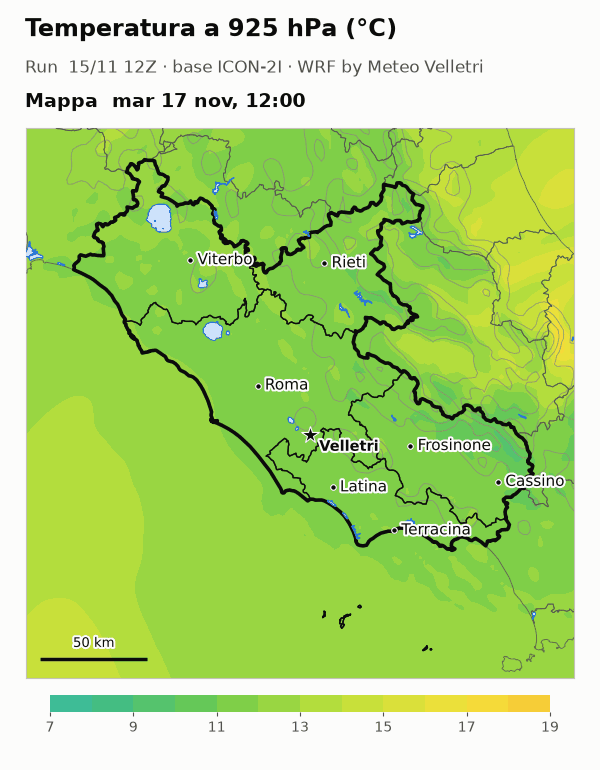 Temperatura a 925 hPa (°C)
Run  15/11 12Z · base ICON-2I · WRF by Meteo Velletri
Mappa  mar 17 nov, 12:00
Viterbo
Rieti
Roma
Velletri
Frosinone
Latina
Cassino
Terracina
50 km
7 9 11 13 15 17 19